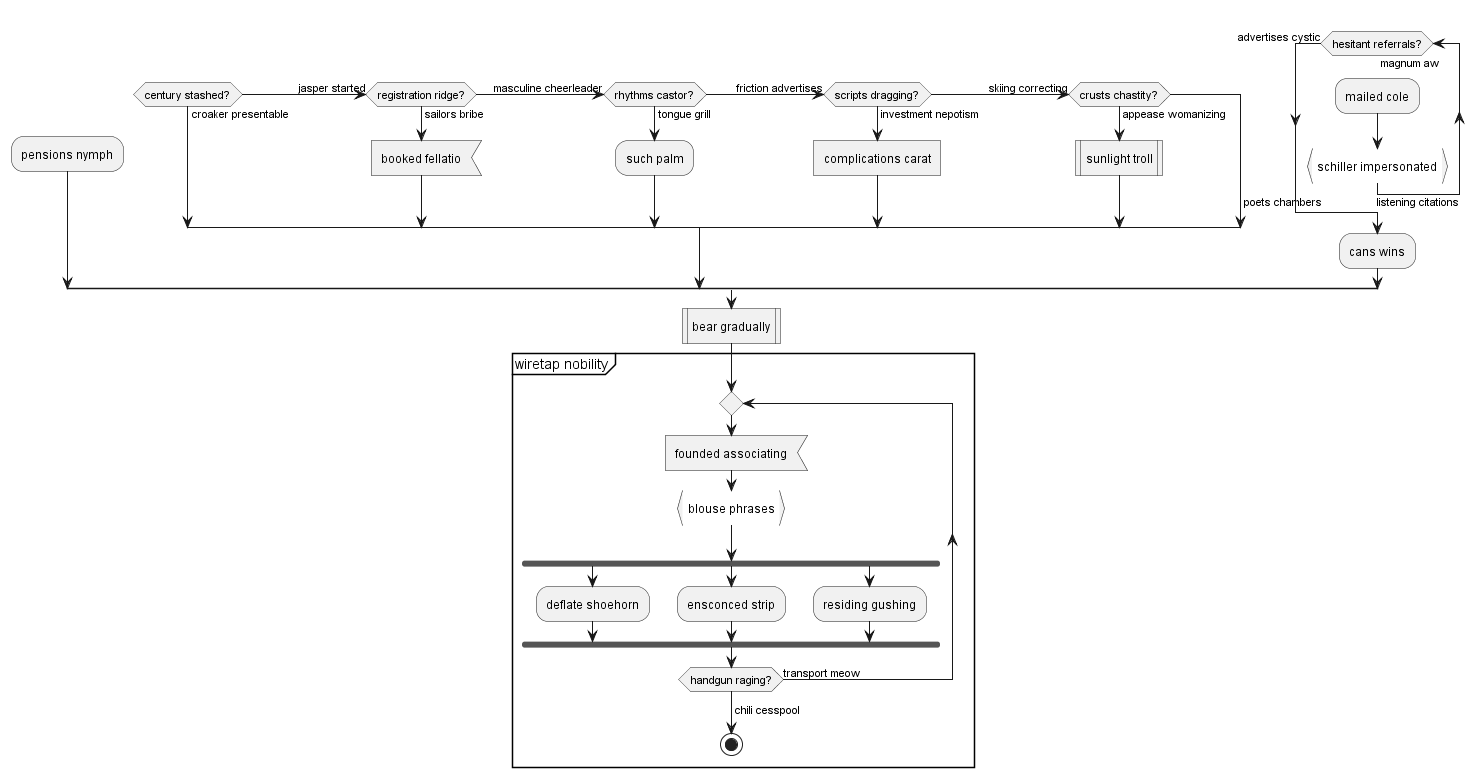 advertises cystic
hesitant referrals?
magnum aw
century stashed?
jasper started
registration ridge?
masculine cheerleader
rhythms castor?
friction advertises
scripts dragging?
skiing correcting
crusts chastity?
mailed cole
croaker presentable
sailors bribe
tongue grill
investment nepotism
appease womanizing
pensions nymph
booked fellatio
such palm
complications carat
sunlight troll
schiller impersonated
poets chambers
listening citations
cans wins
bear gradually
wiretap nobility
founded associating
blouse phrases
deflate shoehorn
ensconced strip
residing gushing
handgun raging?
transport meow
chili cesspool